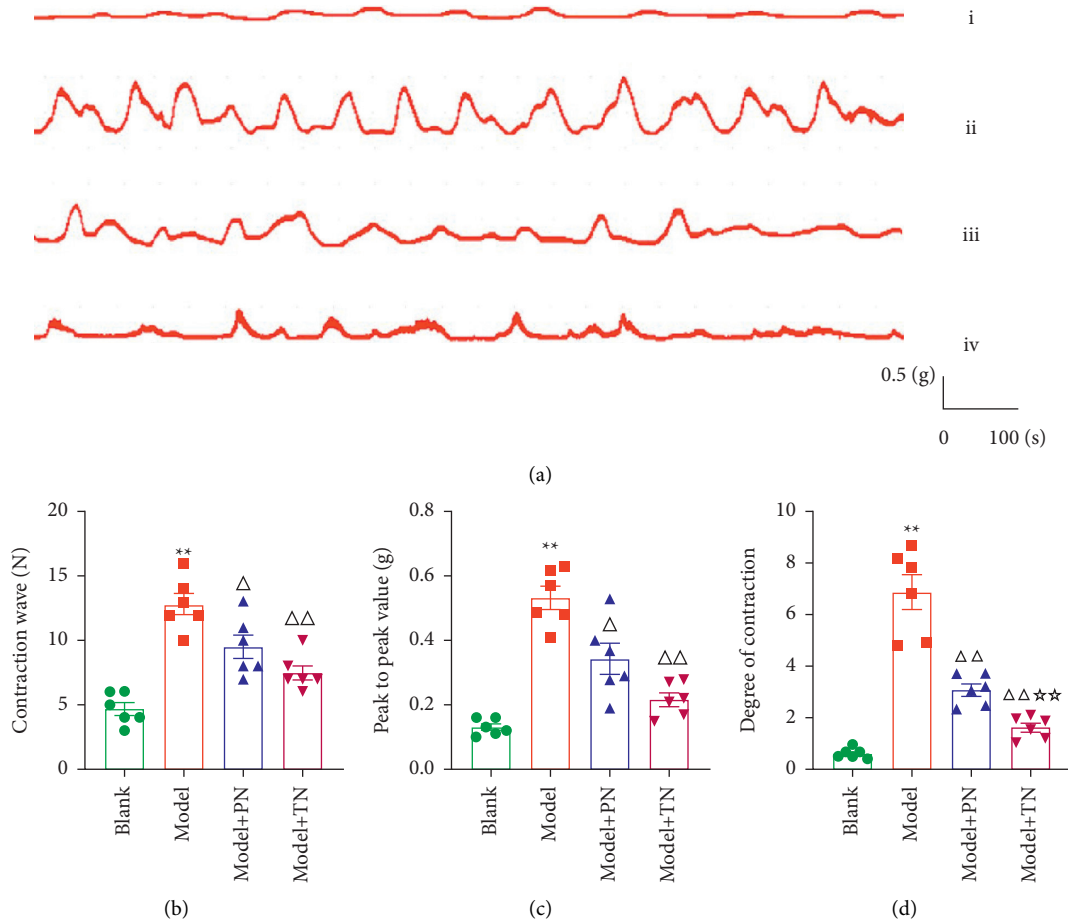 i
ii
iii
iv
0.5 (g)
0 100 (s)
(a)
20
15
10
5
0
Contraction wave (N)
**
△
△△
Blank
Model
Model+PN
Model+TN
(b)
0.8
0.6
0.4
0.2
0.0
Peak to peak value (g)
**
△
△△
Blank
Model
Model+PN
Model+TN
(c)
10
8
6
4
2
0
Degree of contraction
**
△△
△△☆☆
Blank
Model
Model+PN
Model+TN
(d)